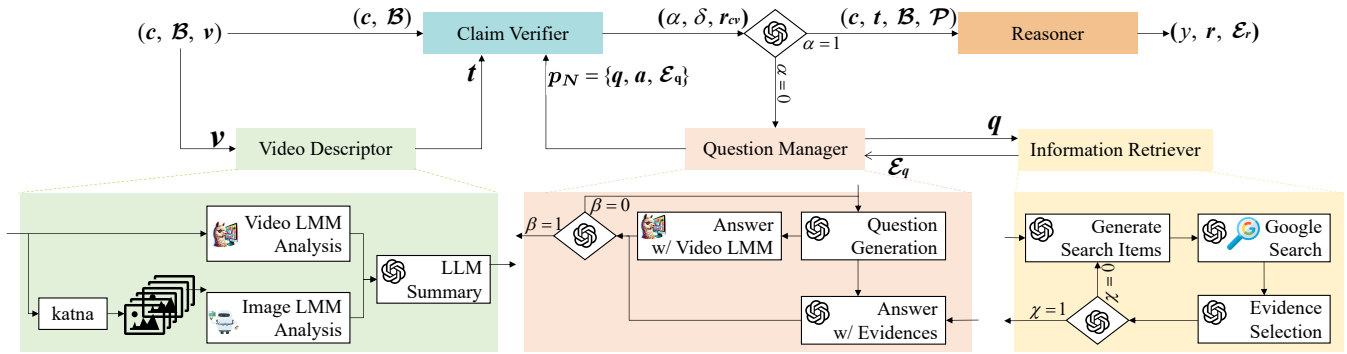 (c, ℬ, v)
(c, ℬ)
Claim Verifier
(α, δ, r_cv)
α = 1
(c, t, ℬ, 𝒫)
Reasoner
(y, r, ℰ_r)
t
p_N = {q, a, ℰ_q}
α = 0
v
Video Descriptor
Question Manager
q
ℰ_q
Information Retriever
Video LMM
Analysis
katna
Image LMM
Analysis
LLM
Summary
β = 0
β = 1
Answer
w/ Video LMM
Question
Generation
Answer
w/ Evidences
Generate
Search Items
Google
Search
χ = 0
χ = 1
Evidence
Selection